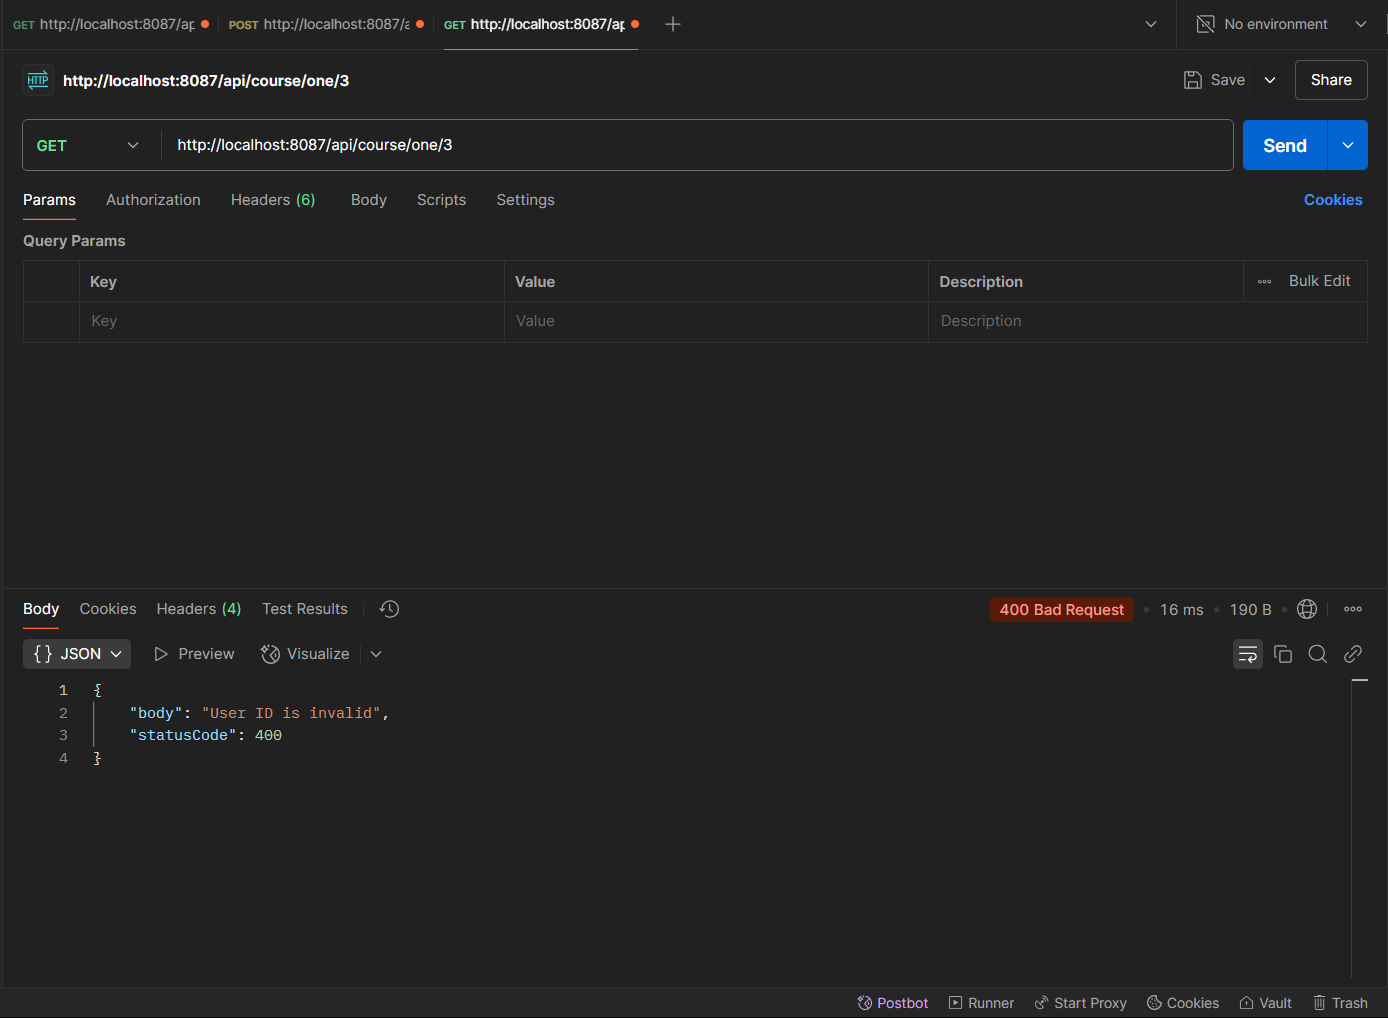 GET http://localhost:8087/ap POST http://localhost:8087/a GET http://localhost:8087/ap No environment
HTTP http://localhost:8087/api/course/one/3 Save Share
GET http://localhost:8087/api/course/one/3 Send
Params Authorization Headers (6) Body Scripts Settings Cookies
Query Params
Key Value Description Bulk Edit
Key Value Description
Body Cookies Headers (4) Test Results 400 Bad Request 16 ms 190 B
{} JSON Preview Visualize
1 {
2 "body": "User ID is invalid",
3 "statusCode": 400
4 }
Postbot Runner Start Proxy Cookies Vault Trash